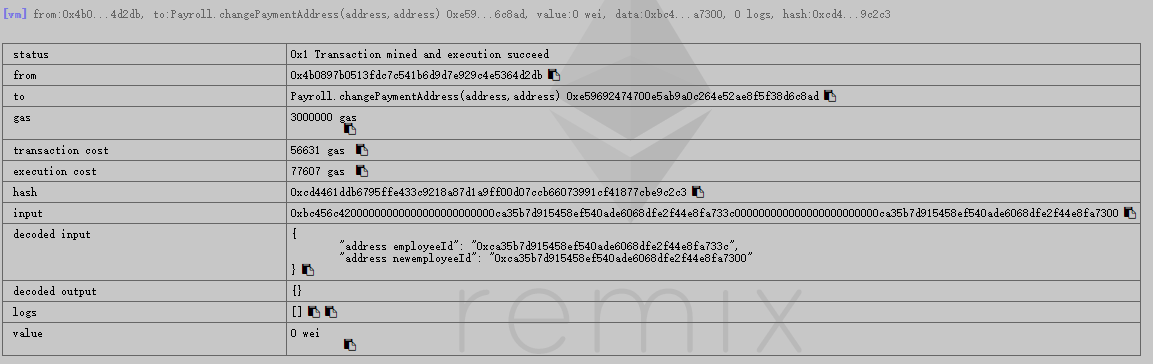 [vm] from:0x4b0...4d2db, to:Payroll.changePaymentAddress(address,address) 0xe59...6c8ad, value:0 wei, data:0xbc4...a7300, 0 logs, hash:0xcd4...9c2c3
status 0x1 Transaction mined and execution succeed
from 0x4b0897b0513fdc7c541b6d9d7e929c4e5364d2db
to Payroll.changePaymentAddress(address,address) 0xe59692474700e5ab9a0c264e52ae8f5f38d6c8ad
gas 3000000 gas
transaction cost 56631 gas
execution cost 77607 gas
hash 0xcd4461ddb6795ffe433c9218a87d1a9ff00d07ccb66073991cf41877cbe9c2c3
input 0xbc456c42000000000000000000000000ca35b7d915458ef540ade6068dfe2f44e8fa733c000000000000000000000000ca35b7d915458ef540ade6068dfe2f44e8fa7300
decoded input {
"address employeeId": "0xca35b7d915458ef540ade6068dfe2f44e8fa733c",
"address newemployeeId": "0xca35b7d915458ef540ade6068dfe2f44e8fa7300"
}
decoded output {}
logs []
value 0 wei
remix